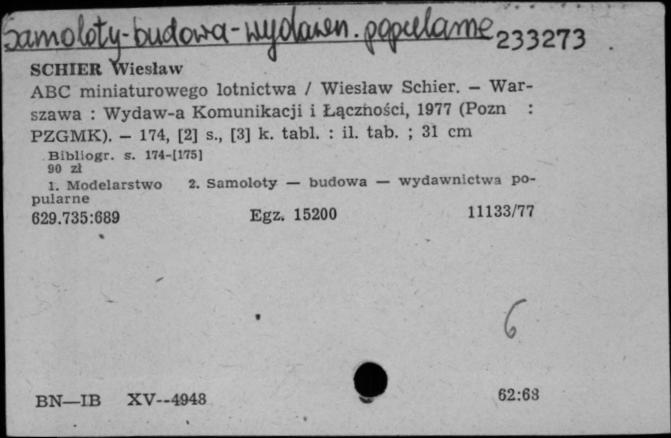 Samoloty-budowa-wydawn. popularne 233273
SCHIER Wiesław
ABC miniaturowego lotnictwa / Wiesław Schier. — War-
szawa : Wydaw-a Komunikacji i Łączności, 1977 (Pozn :
PZGMK). — 174, [2] s., [3] k. tabl. : il. tab. ; 31 cm
Bibliogr. s. 174-[175]
90 zł
1. Modelarstwo 2. Samoloty — budowa — wydawnictwa po-
pularne
629.735:689 Egz. 15200 11133/77
6
BN—IB XV--4948 62:68